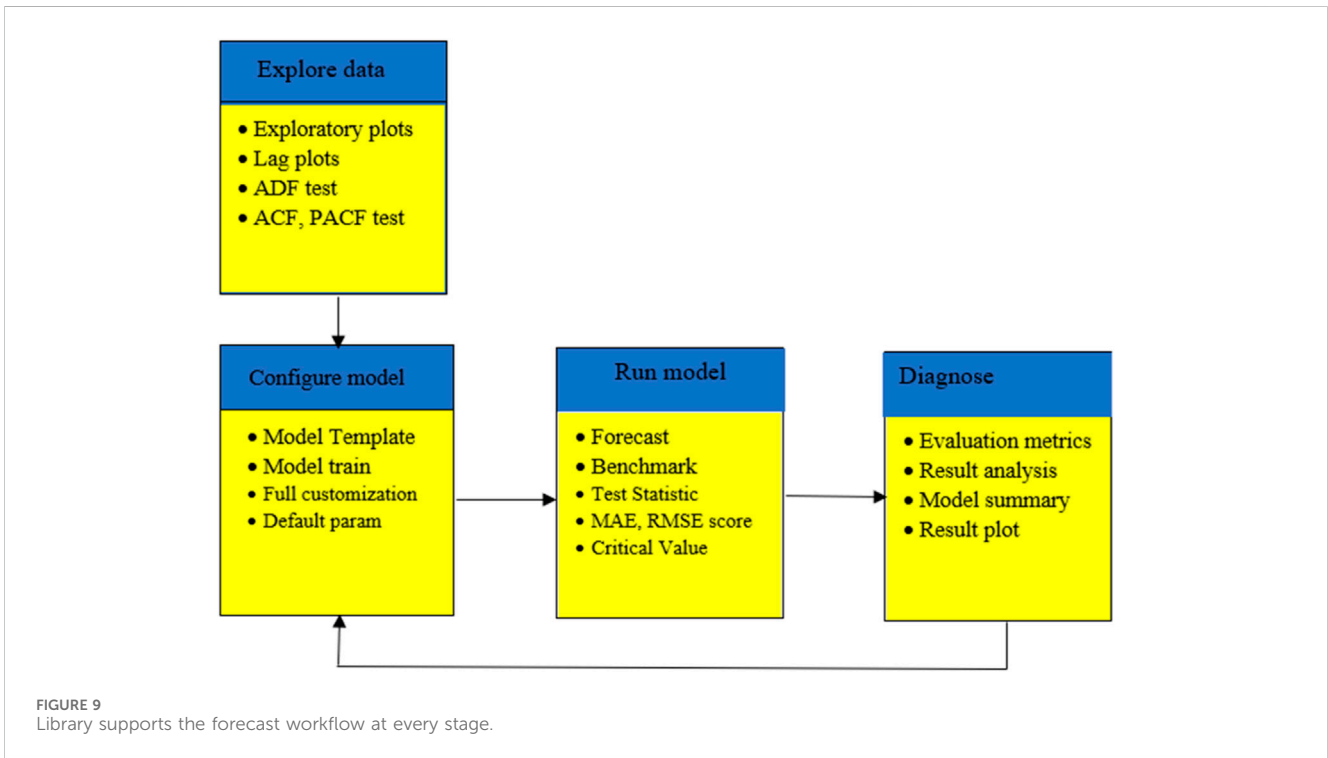 Explore data
• Exploratory plots
• Lag plots
• ADF test
• ACF, PACF test
Configure model
• Model Template
• Model train
• Full customization
• Default param
Run model
• Forecast
• Benchmark
• Test Statistic
• MAE, RMSE score
• Critical Value
Diagnose
• Evaluation metrics
• Result analysis
• Model summary
• Result plot
FIGURE 9
Library supports the forecast workflow at every stage.